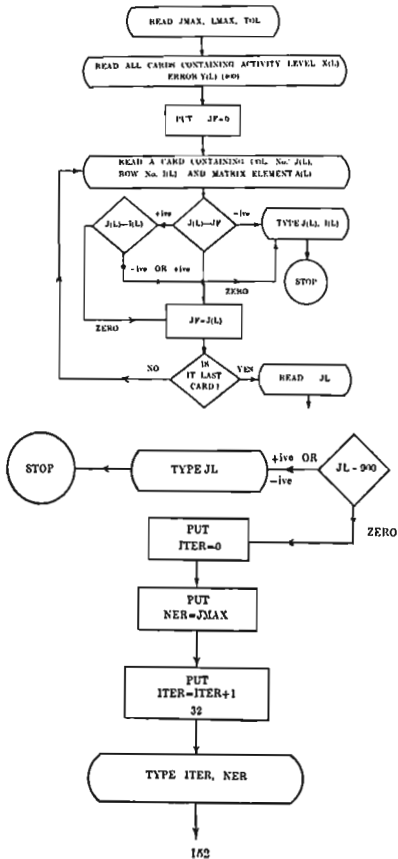 READ JMAX, LMAX, TOL
READ ALL CARDS CONTAINING ACTIVITY LEVEL X(L)
ERROR Y(L)
PUT JF=0
READ A CARD CONTAINING COL. No. J(L),
ROW No. I(L) AND MATRIX ELEMENT A(L)
J(L)—I(L)
+ive
J(L)—JF
-ive
TYPE J(L), I(L)
-ive OR +ive
ZERO
STOP
ZERO
JF=J(L)
NO
IS
IT LAST
CARD?
YES
READ JL
STOP
TYPE JL
+ive OR
-ive
JL - 900
ZERO
PUT
ITER=0
PUT
NER=JMAX
PUT
ITER=ITER+1
32
TYPE ITER, NER
152